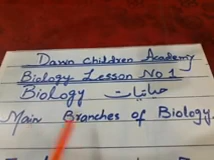 Dawn Children Academy
Biology Lesson No 1
Biology حیاتیات
Main Branches of Biology.